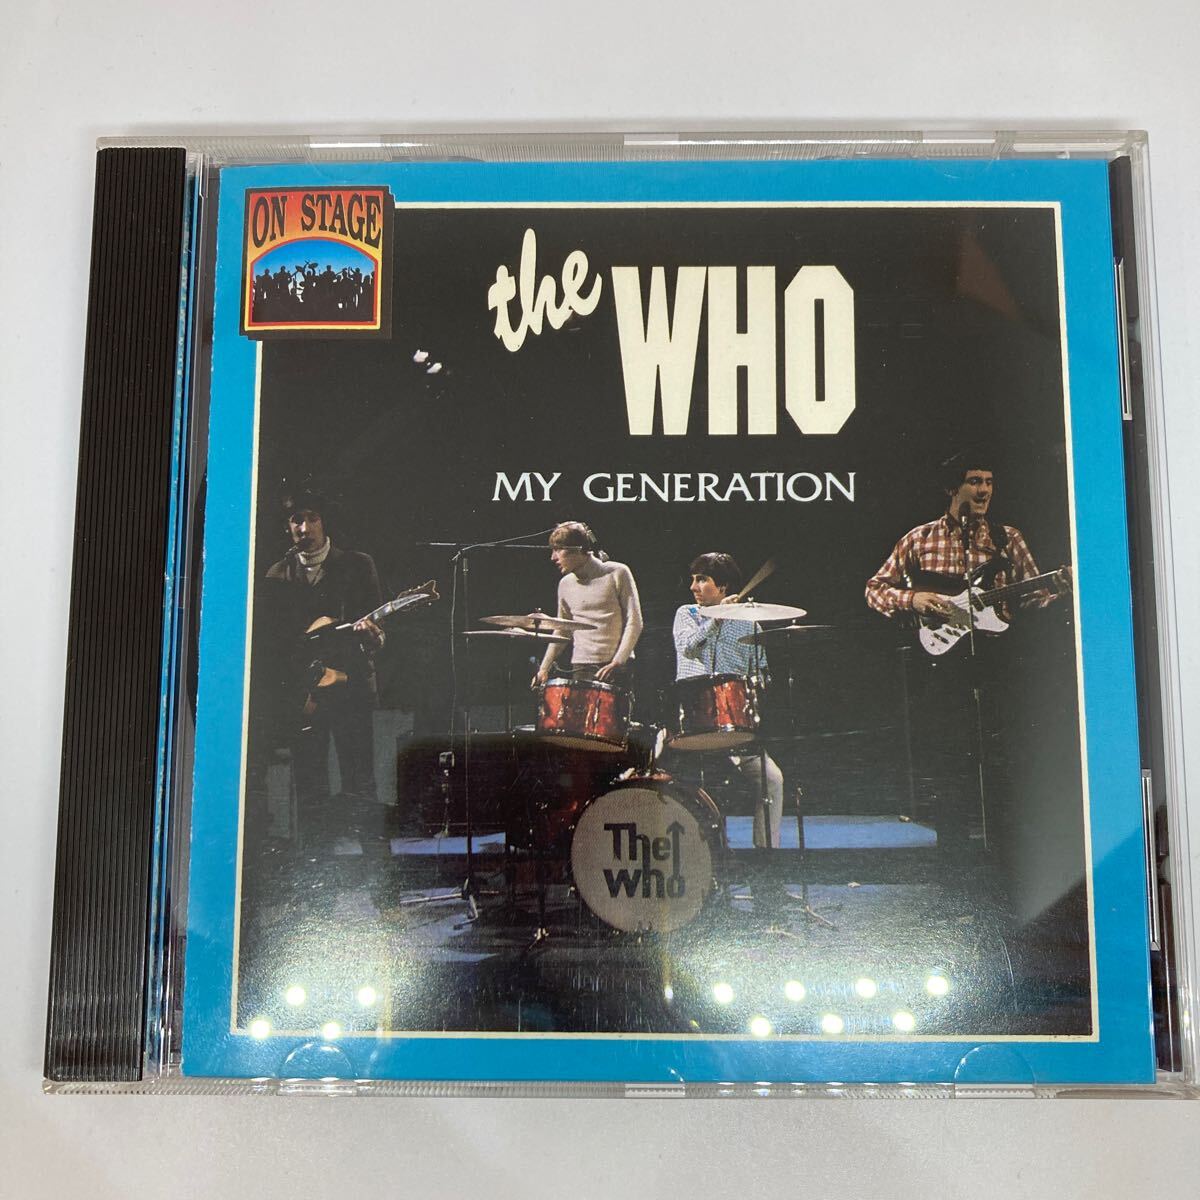 ON STAGE
the
WHO
MY GENERATION
The
who